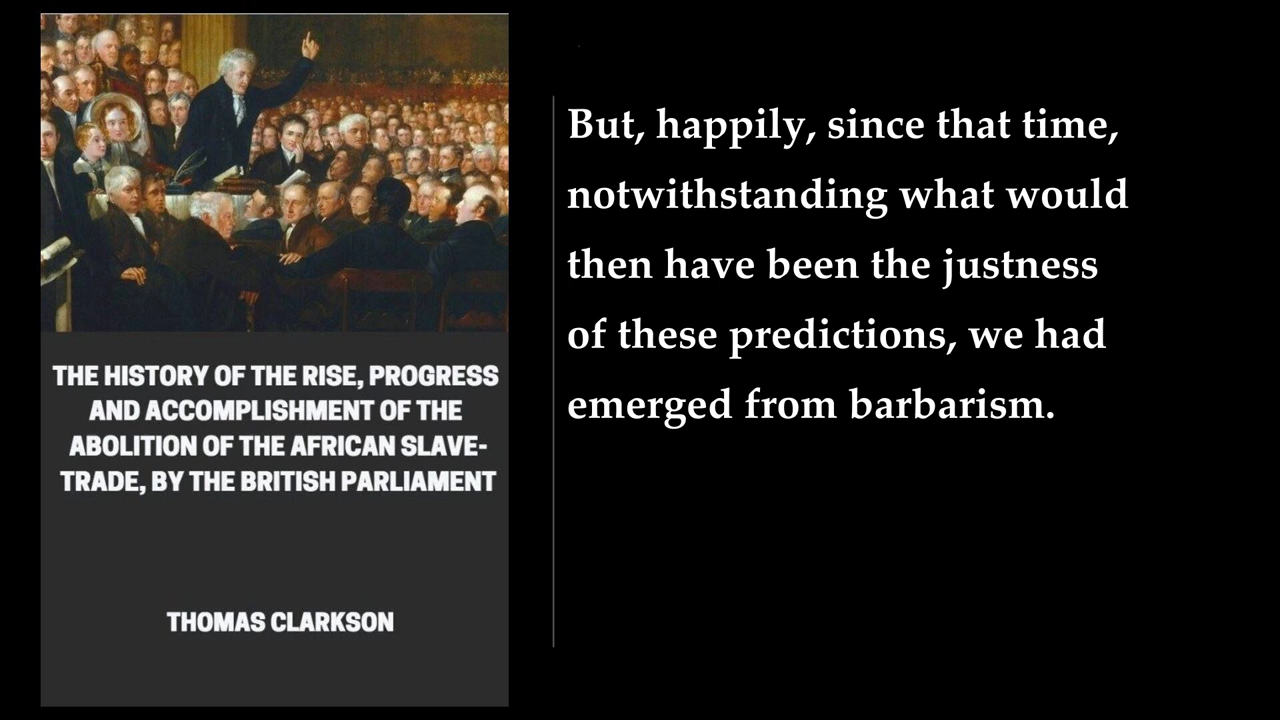 THE HISTORY OF THE RISE, PROGRESS
AND ACCOMPLISHMENT OF THE
ABOLITION OF THE AFRICAN SLAVE-
TRADE, BY THE BRITISH PARLIAMENT
THOMAS CLARKSON
But, happily, since that time,
notwithstanding what would
then have been the justness
of these predictions, we had
emerged from barbarism.